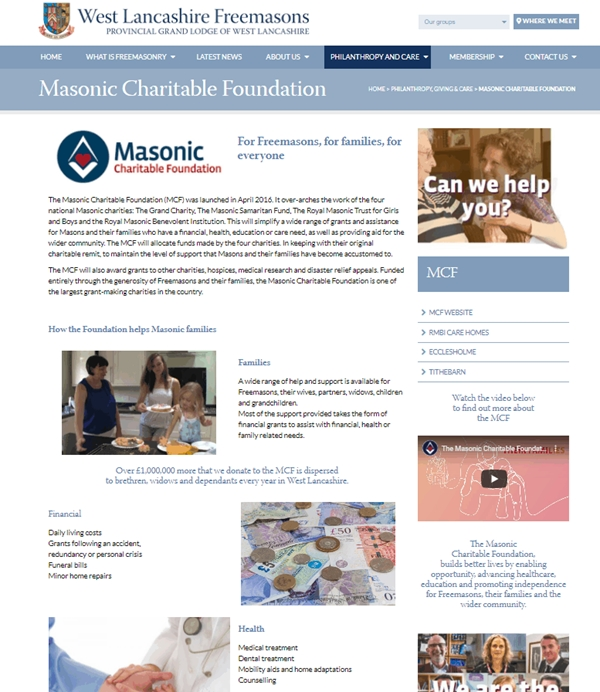 West Lancashire Freemasons
PROVINCIAL GRAND LODGE OF WEST LANCASHIRE
Our groups
WHERE WE MEET
HOME
WHAT IS FREEMASONRY
LATEST NEWS
ABOUT US
PHILANTHROPY AND CARE
MEMBERSHIP
CONTACT US
Masonic Charitable Foundation
HOME » PHILANTHROPY, GIVING & CARE » MASONIC CHARITABLE FOUNDATION
Masonic
Charitable Foundation
For Freemasons, for families, for
everyone
The Masonic Charitable Foundation (MCF) was launched in April 2016. It over-arches the work of the four
national Masonic charities: The Grand Charity, The Masonic Samaritan Fund, The Royal Masonic Trust for Girls
and Boys and the Royal Masonic Benevolent Institution. This will simplify a wide range of grants and assistance
for Masons and their families who have a financial, health, education or care need, as well as providing aid for the
wider community. The MCF will allocate funds made by the four charities. In keeping with their original
charitable remit, to maintain the level of support that Masons and their families have become accustomed to.
The MCF will also award grants to other charities, hospices, medical research and disaster relief appeals. Funded
entirely through the generosity of Freemasons and their families, the Masonic Charitable Foundation is one of
the largest grant-making charities in the country.
How the Foundation helps Masonic families
Families
A wide range of help and support is available for
Freemasons, their wives, partners, widows, children
and grandchildren.
Most of the support provided takes the form of
financial grants to assist with financial, health or
family related needs.
Over £1,000,000 more that we donate to the MCF is dispersed
to brethren, widows and dependants every year in West Lancashire.
Financial
Daily living costs
Grants following an accident,
redundancy or personal crisis
Funeral bills
Minor home repairs
£50
Health
Medical treatment
Dental treatment
Mobility aids and home adaptations
Counselling
Can we help
you?
MCF
MCF WEBSITE
RMBI CARE HOMES
ECCLESHOLME
TITHEBARN
Watch the video below
to find out more about
the MCF
The Masonic Charitable Foundat...
The Masonic
Charitable Foundation,
builds better lives by enabling
opportunity, advancing healthcare,
education and promoting independence
for Freemasons, their families and the
wider community.
We are the